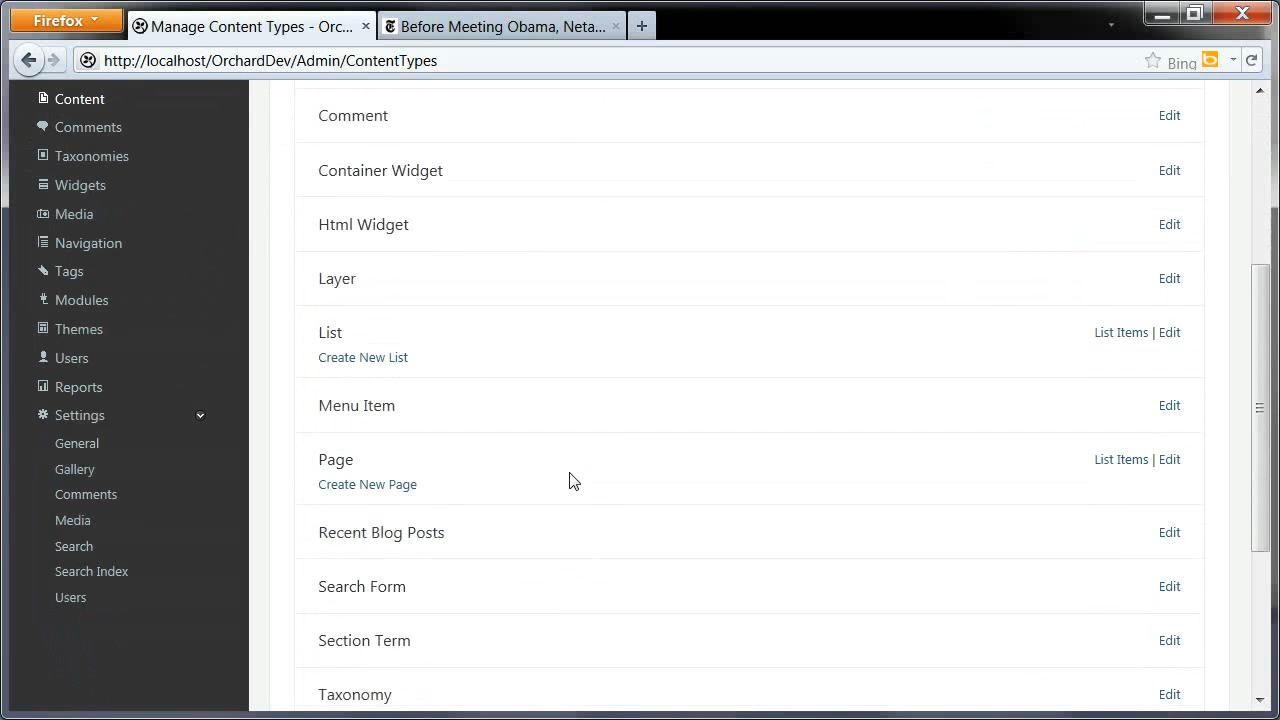 Firefox
Manage Content Types - Orc...
Before Meeting Obama, Neta...
http://localhost/OrchardDev/Admin/ContentTypes
Bing
Content
Comments
Taxonomies
Widgets
Media
Navigation
Tags
Modules
Themes
Users
Reports
Settings
General
Gallery
Comments
Media
Search
Search Index
Users
Comment Edit
Container Widget Edit
Html Widget Edit
Layer Edit
List List Items | Edit
Create New List
Menu Item Edit
Page List Items | Edit
Create New Page
Recent Blog Posts Edit
Search Form Edit
Section Term Edit
Taxonomy Edit